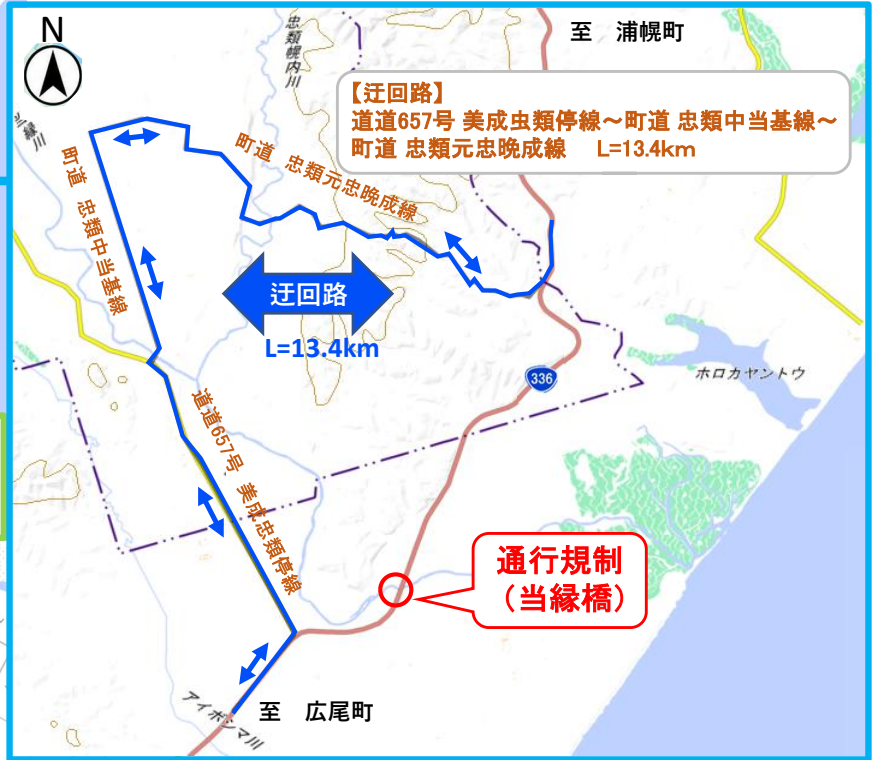 N
至　浦幌町
忠類幌内川
【迂回路】
道道657号 美成虫類停線～町道 忠類中当基線～
町道 忠類元忠晩成線　L=13.4km
町道　忠類元忠晩成線
町道　忠類中当基線
迂回路
L=13.4km
336
ホロカヤントウ
道道657号　美成忠類停線
通行規制
（当縁橋）
アイボシマ川
至　広尾町